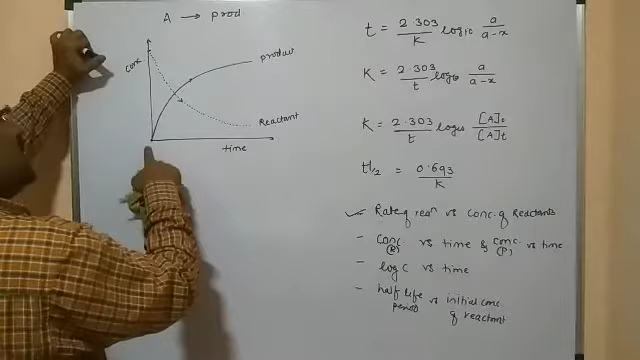 A → prod
Conc
product
Reactant
time
t = 2.303/K log10 a/a-x
K = 2.303/t log10 a/a-x
K = 2.303/t log10 [A]o/[A]t
t1/2 = 0.693/K
✓ Rate of rean vs conc. of Reactants
- conc (R) vs time & conc. (P) vs time
- log C vs time
- half life period vs initial conc. of reactant